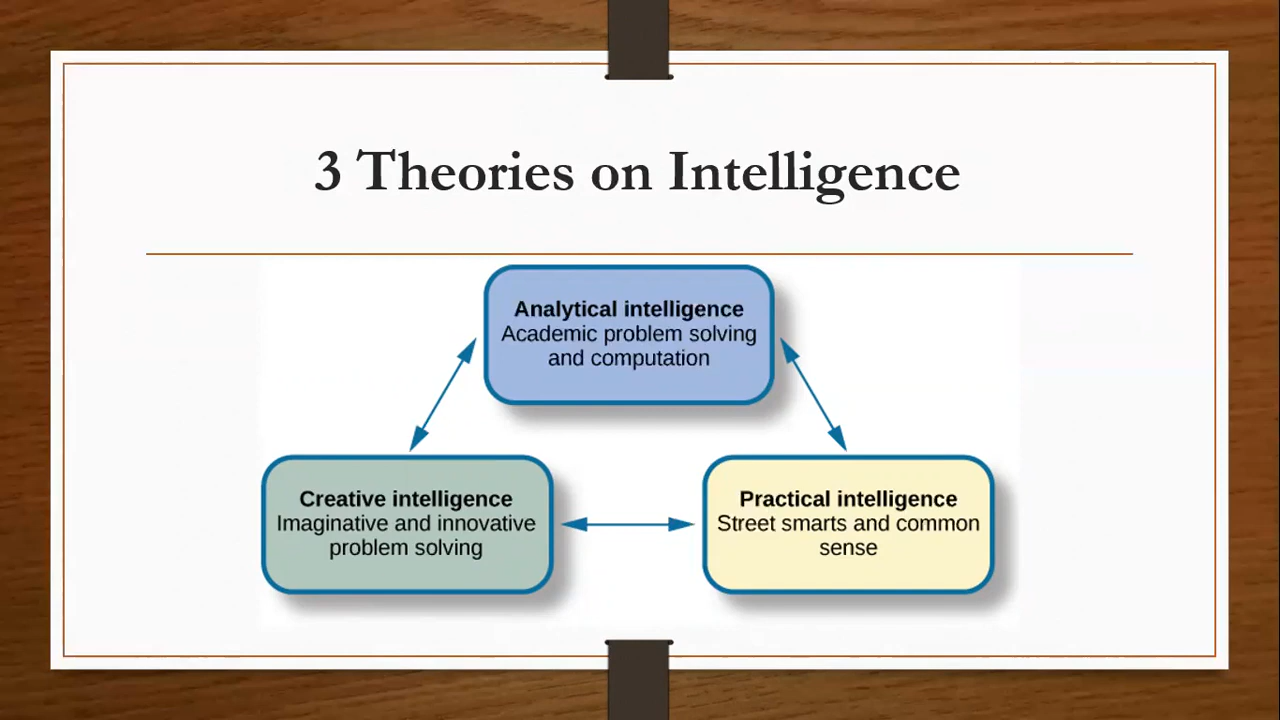 3 Theories on Intelligence
Analytical intelligence
Academic problem solving
and computation
Creative intelligence
Imaginative and innovative
problem solving
Practical intelligence
Street smarts and common
sense